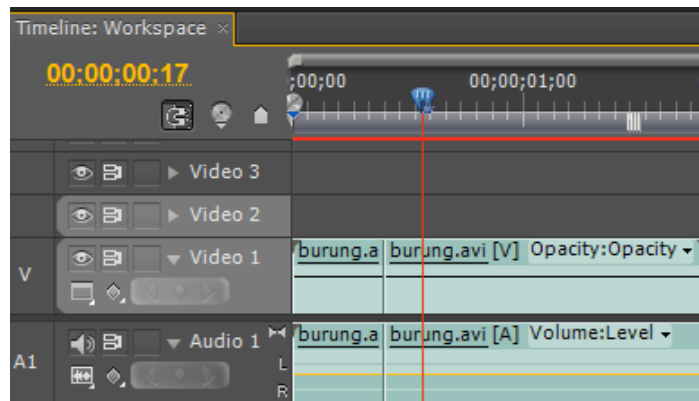 Timeline: Workspace ×
00:00:00:17
;00;00 00;00;01;00
Video 3
Video 2
V Video 1 burung.a burung.avi [V] Opacity:Opacity
A1 Audio 1 burung.a burung.avi [A] Volume:Level
L
R